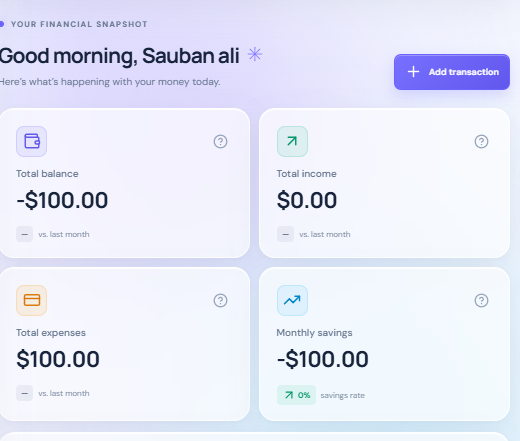 YOUR FINANCIAL SNAPSHOT
Good morning, Sauban ali
Here's what's happening with your money today.
Add transaction
Total balance
-$100.00
— vs. last month
Total income
$0.00
— vs. last month
Total expenses
$100.00
— vs. last month
Monthly savings
-$100.00
0% savings rate